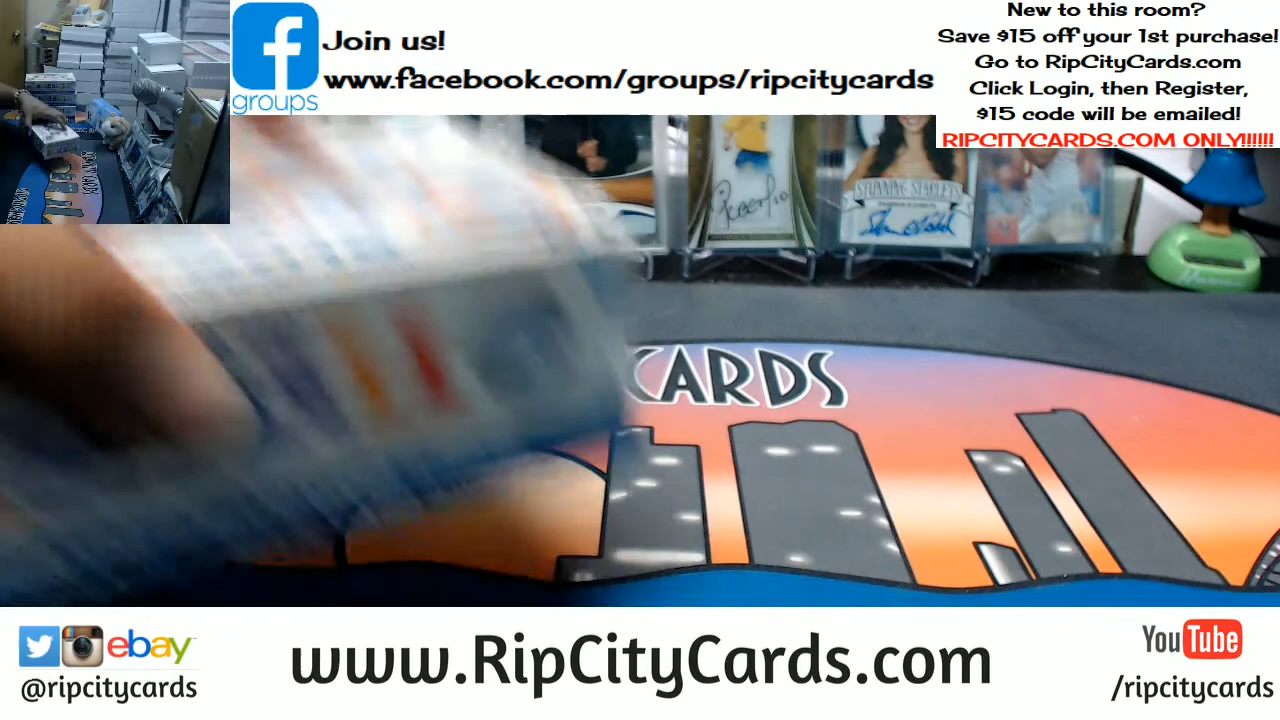 Join us!
www.facebook.com/groups/ripcitycards
groups
New to this room?
Save $15 off your 1st purchase!
Go to RipCityCards.com
Click Login, then Register,
$15 code will be emailed!
RIPCITYCARDS.COM ONLY!!!!!!
STUNNING STARLETS
CARDS
ebay
@ripcitycards
www.RipCityCards.com
YouTube
/ripcitycards